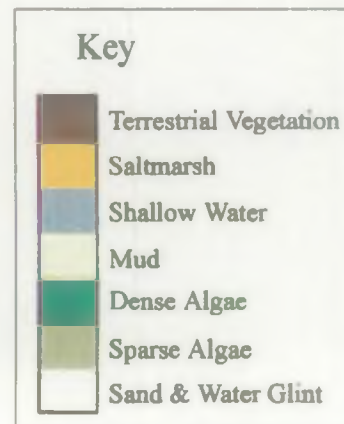 Key
Terrestrial Vegetation
Saltmarsh
Shallow Water
Mud
Dense Algae
Sparse Algae
Sand & Water Glint